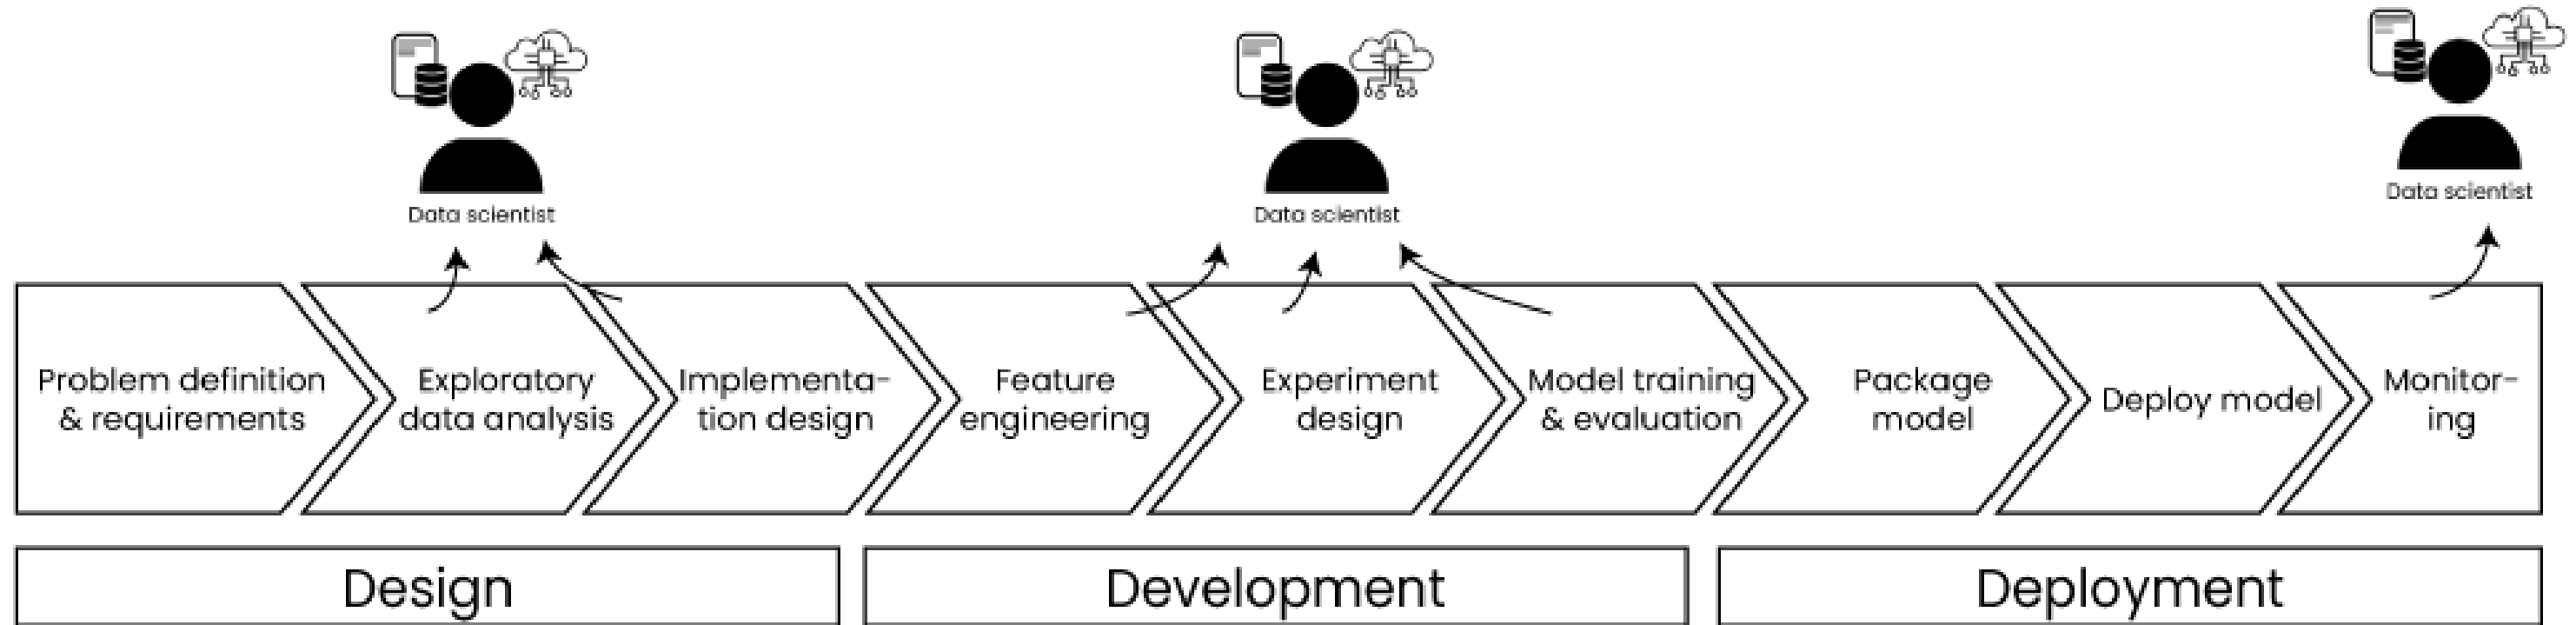 Data scientist
Data scientist
Data scientist
Problem definition
& requirements
Exploratory
data analysis
Implementa-
tion design
Feature
engineering
Experiment
design
Model training
& evaluation
Package
model
Deploy model
Monitor-
ing
Design
Development
Deployment